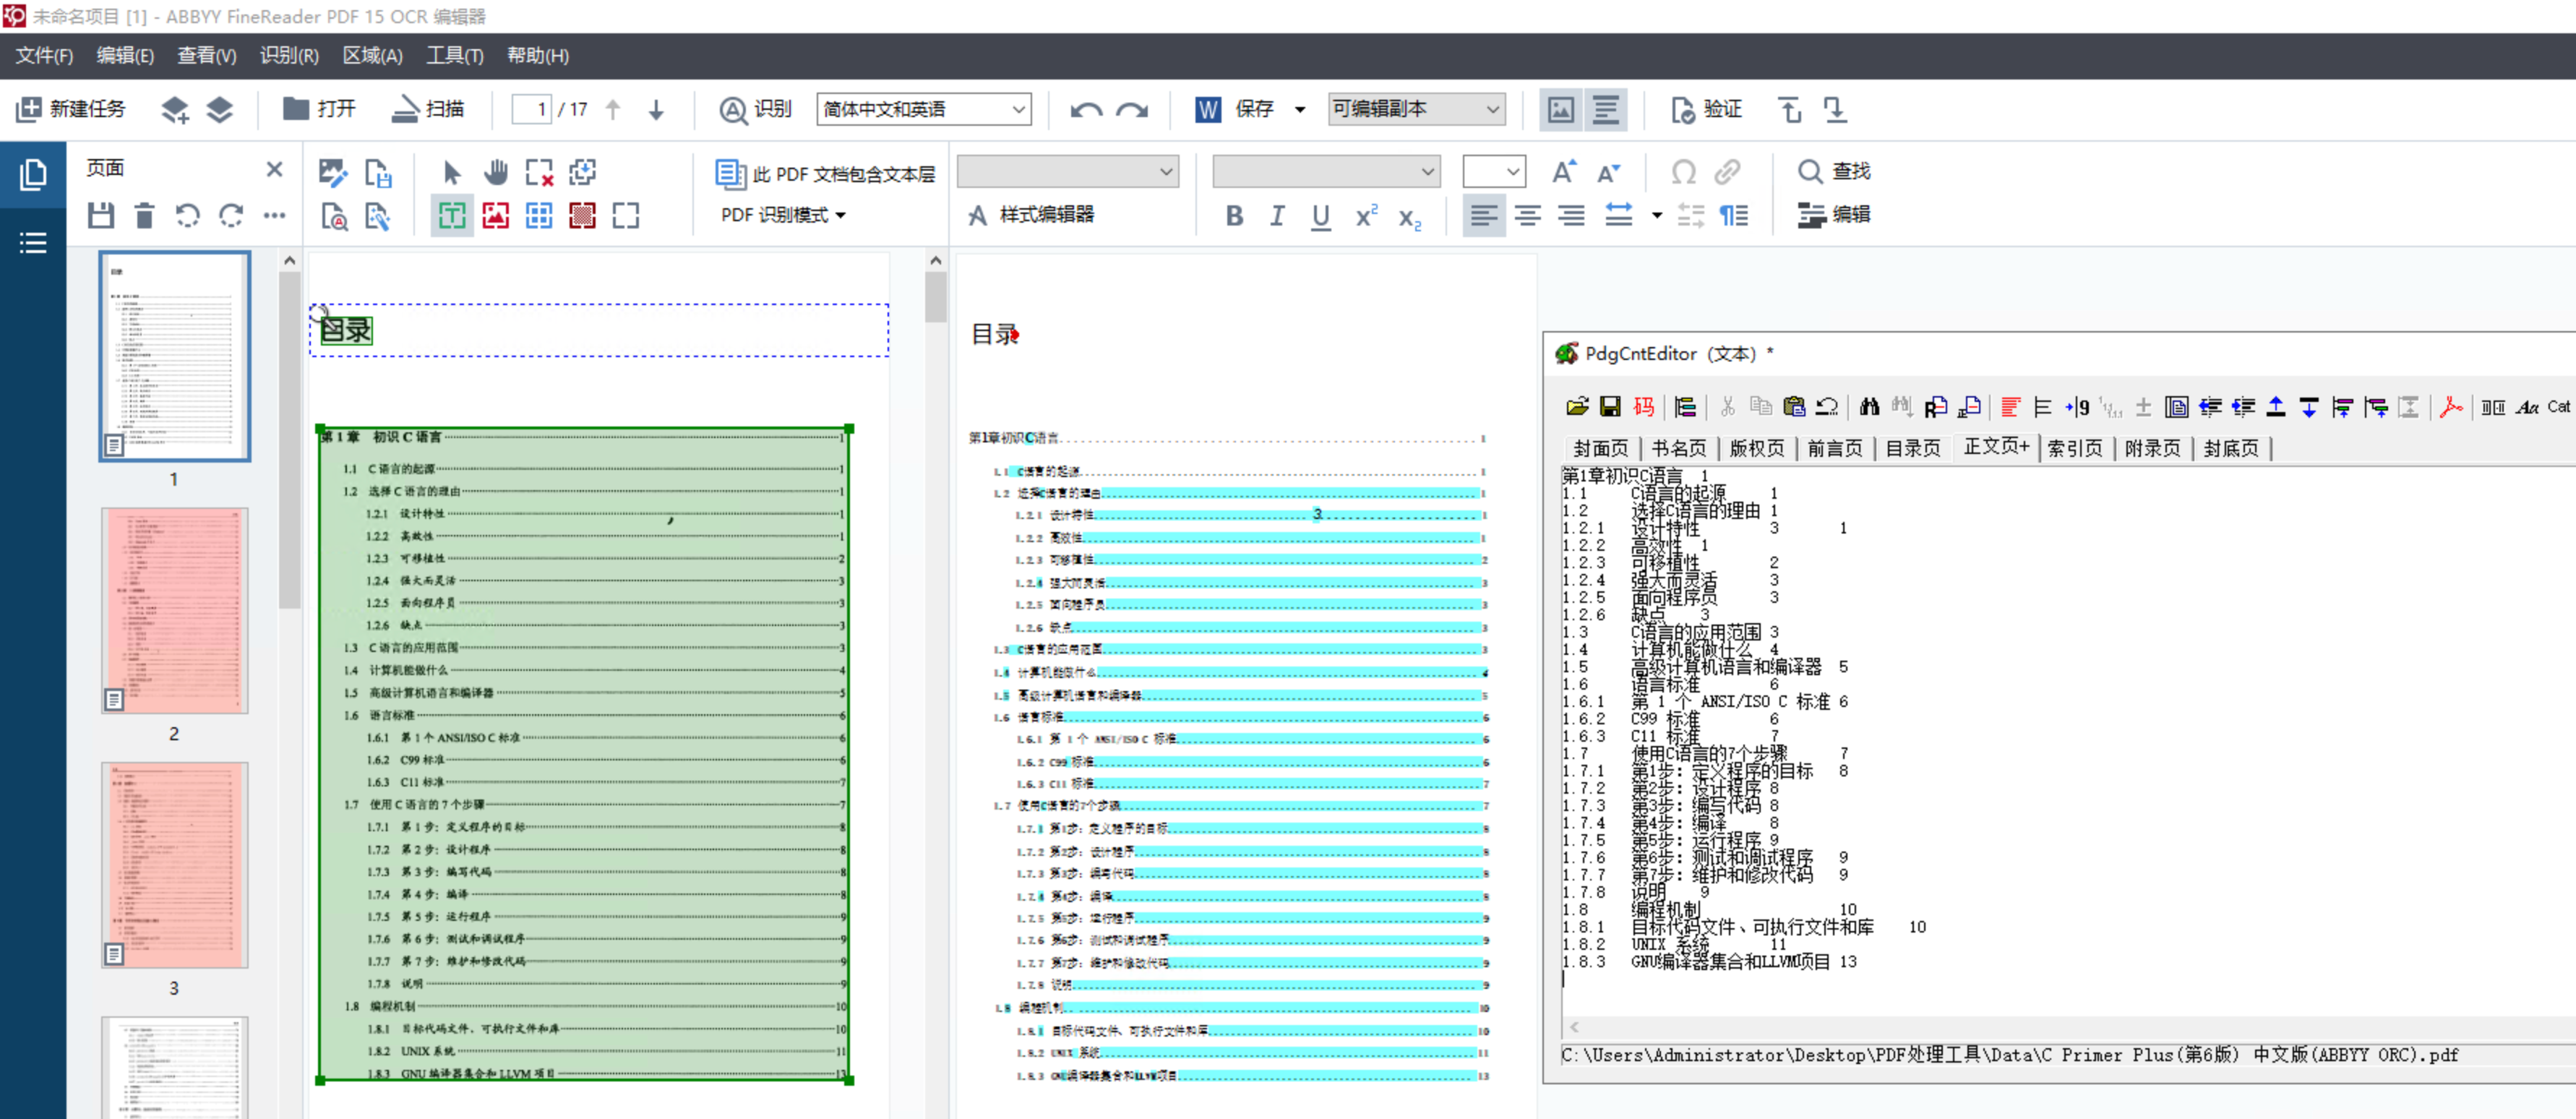 未命名项目 [1] - ABBYY FineReader PDF 15 OCR 编辑器
文件(F) 编辑(E) 查看(V) 识别(R) 区域(A) 工具(T) 帮助(H)
新建任务 打开 扫描 1 / 17 识别 简体中文和英语 W 保存 可编辑副本 验证
页面
此 PDF 文档包含文本层
PDF 识别模式
样式编辑器
查找
编辑
1
2
3
目录
第 1 章 初识 C 语言 1
1.1 C 语言的起源 1
1.2 选择 C 语言的理由 1
1.2.1 设计特性 1
1.2.2 高效性 1
1.2.3 可移植性 2
1.2.4 强大而灵活 3
1.2.5 面向程序员 3
1.2.6 缺点 3
1.3 C 语言的应用范围 3
1.4 计算机能做什么 4
1.5 高级计算机语言和编译器 5
1.6 语言标准 6
1.6.1 第 1 个 ANSI/ISO C 标准 6
1.6.2 C99 标准 6
1.6.3 C11 标准 7
1.7 使用 C 语言的 7 个步骤 7
1.7.1 第 1 步：定义程序的目标 8
1.7.2 第 2 步：设计程序 8
1.7.3 第 3 步：编写代码 8
1.7.4 第 4 步：编译 8
1.7.5 第 5 步：运行程序 9
1.7.6 第 6 步：测试和调试程序 9
1.7.7 第 7 步：维护和修改代码 9
1.7.8 说明 9
1.8 编程机制 10
1.8.1 目标代码文件、可执行文件和库 10
1.8.2 UNIX 系统 11
1.8.3 GNU 编译器集合和 LLVM 项目 13
目录
第1章初识C语言 1
1.1 C语言的起源 1
1.2 选择C语言的理由 1
1.2.1 设计特性 3 1
1.2.2 高效性 1
1.2.3 可移植性 2
1.2.4 强大而灵活 3
1.2.5 面向程序员 3
1.2.6 缺点 3
1.3 C语言的应用范围 3
1.4 计算机能做什么 4
1.5 高级计算机语言和编译器 5
1.6 语言标准 6
1.6.1 第 1 个 ANSI/ISO C 标准 6
1.6.2 C99 标准 6
1.6.3 C11 标准 7
1.7 使用C语言的7个步骤 7
1.7.1 第1步：定义程序的目标 8
1.7.2 第2步：设计程序 8
1.7.3 第3步：编写代码 8
1.7.4 第4步：编译 8
1.7.5 第5步：运行程序 9
1.7.6 第6步：测试和调试程序 9
1.7.7 第7步：维护和修改代码 9
1.7.8 说明 9
1.8 编程机制 10
1.8.1 目标代码文件、可执行文件和库 10
1.8.2 UNIX 系统 11
1.8.3 GNU编译器集合和LLVM项目 13
PdgCntEditor (文本) *
码 Aa Cat
封面页 书名页 版权页 前言页 目录页 正文页+ 索引页 附录页 封底页
第1章初识C语言 1
1.1 C语言的起源 1
1.2 选择C语言的理由 1
1.2.1 设计特性 3 1
1.2.2 高效性 1
1.2.3 可移植性 2
1.2.4 强大而灵活 3
1.2.5 面向程序员 3
1.2.6 缺点 3
1.3 C语言的应用范围 3
1.4 计算机能做什么 4
1.5 高级计算机语言和编译器 5
1.6 语言标准 6
1.6.1 第 1 个 ANSI/ISO C 标准 6
1.6.2 C99 标准 6
1.6.3 C11 标准 7
1.7 使用C语言的7个步骤 7
1.7.1 第1步：定义程序的目标 8
1.7.2 第2步：设计程序 8
1.7.3 第3步：编写代码 8
1.7.4 第4步：编译 8
1.7.5 第5步：运行程序 9
1.7.6 第6步：测试和调试程序 9
1.7.7 第7步：维护和修改代码 9
1.7.8 说明 9
1.8 编程机制 10
1.8.1 目标代码文件、可执行文件和库 10
1.8.2 UNIX 系统 11
1.8.3 GNU编译器集合和LLVM项目 13
C:\Users\Administrator\Desktop\PDF处理工具\Data\C Primer Plus(第6版) 中文版(ABBYY ORC).pdf